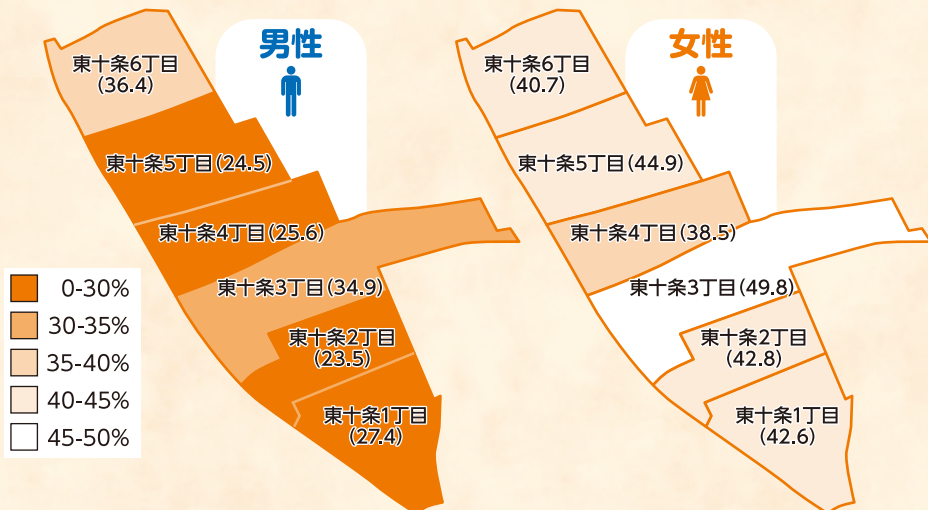 男性
東十条6丁目
(36.4)
東十条5丁目(24.5)
東十条4丁目(25.6)
東十条3丁目(34.9)
東十条2丁目
(23.5)
東十条1丁目
(27.4)
女性
東十条6丁目
(40.7)
東十条5丁目(44.9)
東十条4丁目(38.5)
東十条3丁目(49.8)
東十条2丁目
(42.8)
東十条1丁目
(42.6)
0-30%
30-35%
35-40%
40-45%
45-50%